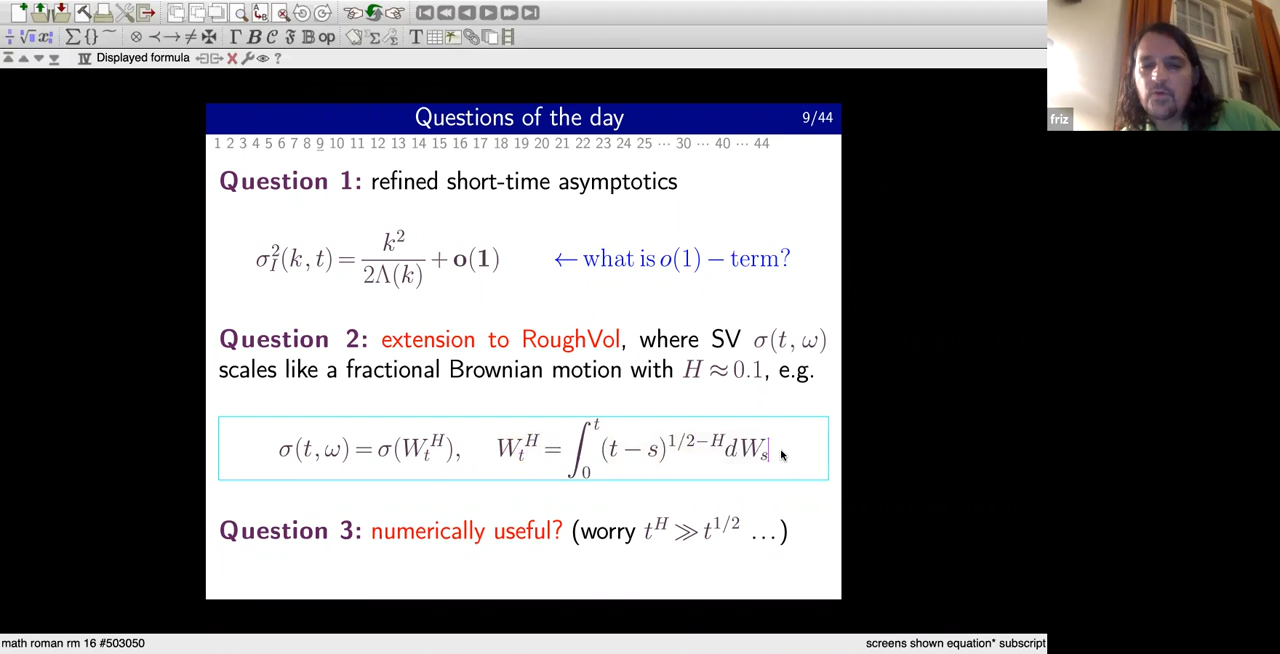 Displayed formula
Questions of the day 9/44
1 2 3 4 5 6 7 8 9 10 11 12 13 14 15 16 17 18 19 20 21 22 23 24 25 ··· 30 ··· 40 ··· 44
Question 1: refined short-time asymptotics
σ_I^2(k, t) = k^2 / 2Λ(k) + o(1) ← what is o(1) − term?
Question 2: extension to RoughVol, where SV σ(t, ω)
scales like a fractional Brownian motion with H ≈ 0.1, e.g.
σ(t, ω) = σ(W_t^H), W_t^H = ∫_0^t (t − s)^{1/2−H} dW_s
Question 3: numerically useful? (worry t^H ≫ t^{1/2} ...)
math roman rm 16 #503050 screens shown equation* subscript
friz